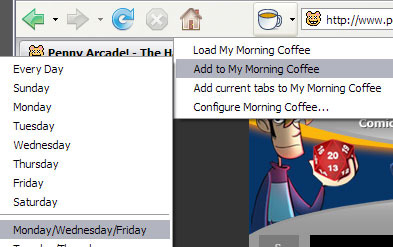 http://www.p
Penny Arcade! - The Ha
Load My Morning Coffee
Add to My Morning Coffee
Add current tabs to My Morning Coffee
Configure Morning Coffee...
Every Day
Sunday
Monday
Tuesday
Wednesday
Thursday
Friday
Saturday
Monday/Wednesday/Friday
Comic
20
13
S